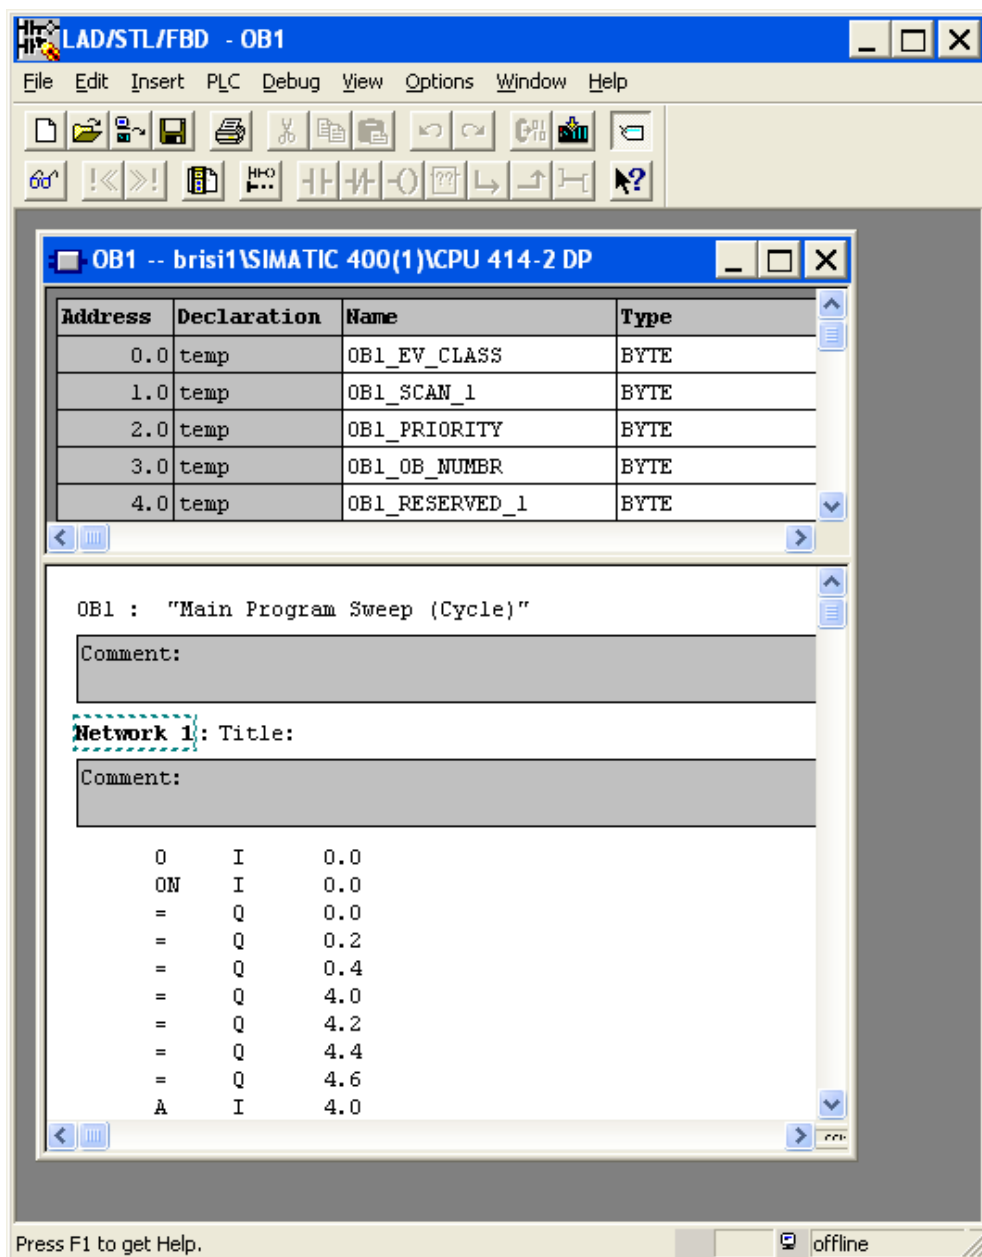 LAD/STL/FBD - OB1
File Edit Insert PLC Debug View Options Window Help
OB1 -- brisi1\SIMATIC 400(1)\CPU 414-2 DP
Address Declaration Name Type
0.0 temp OB1_EV_CLASS BYTE
1.0 temp OB1_SCAN_1 BYTE
2.0 temp OB1_PRIORITY BYTE
3.0 temp OB1_OB_NUMBR BYTE
4.0 temp OB1_RESERVED_1 BYTE
OB1 : "Main Program Sweep (Cycle)"
Comment:
Network 1: Title:
Comment:
O I 0.0
ON I 0.0
= Q 0.0
= Q 0.2
= Q 0.4
= Q 4.0
= Q 4.2
= Q 4.4
= Q 4.6
A I 4.0
Press F1 to get Help. offline